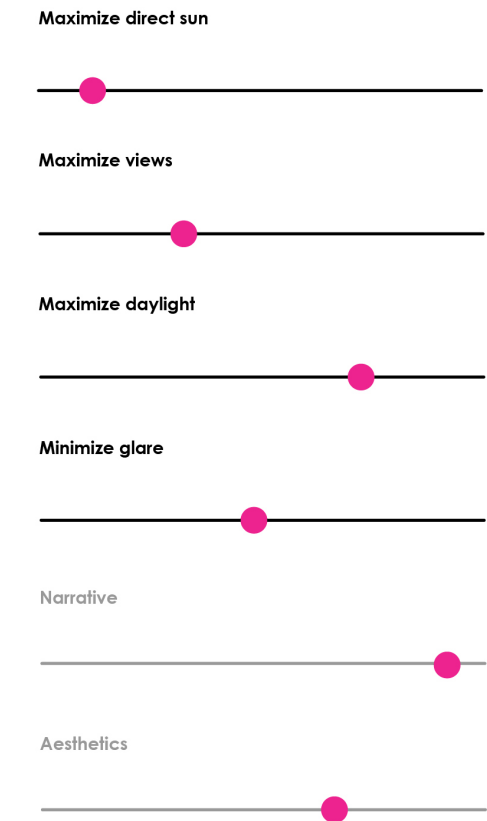 Maximize direct sun
Maximize views
Maximize daylight
Minimize glare
Narrative
Aesthetics